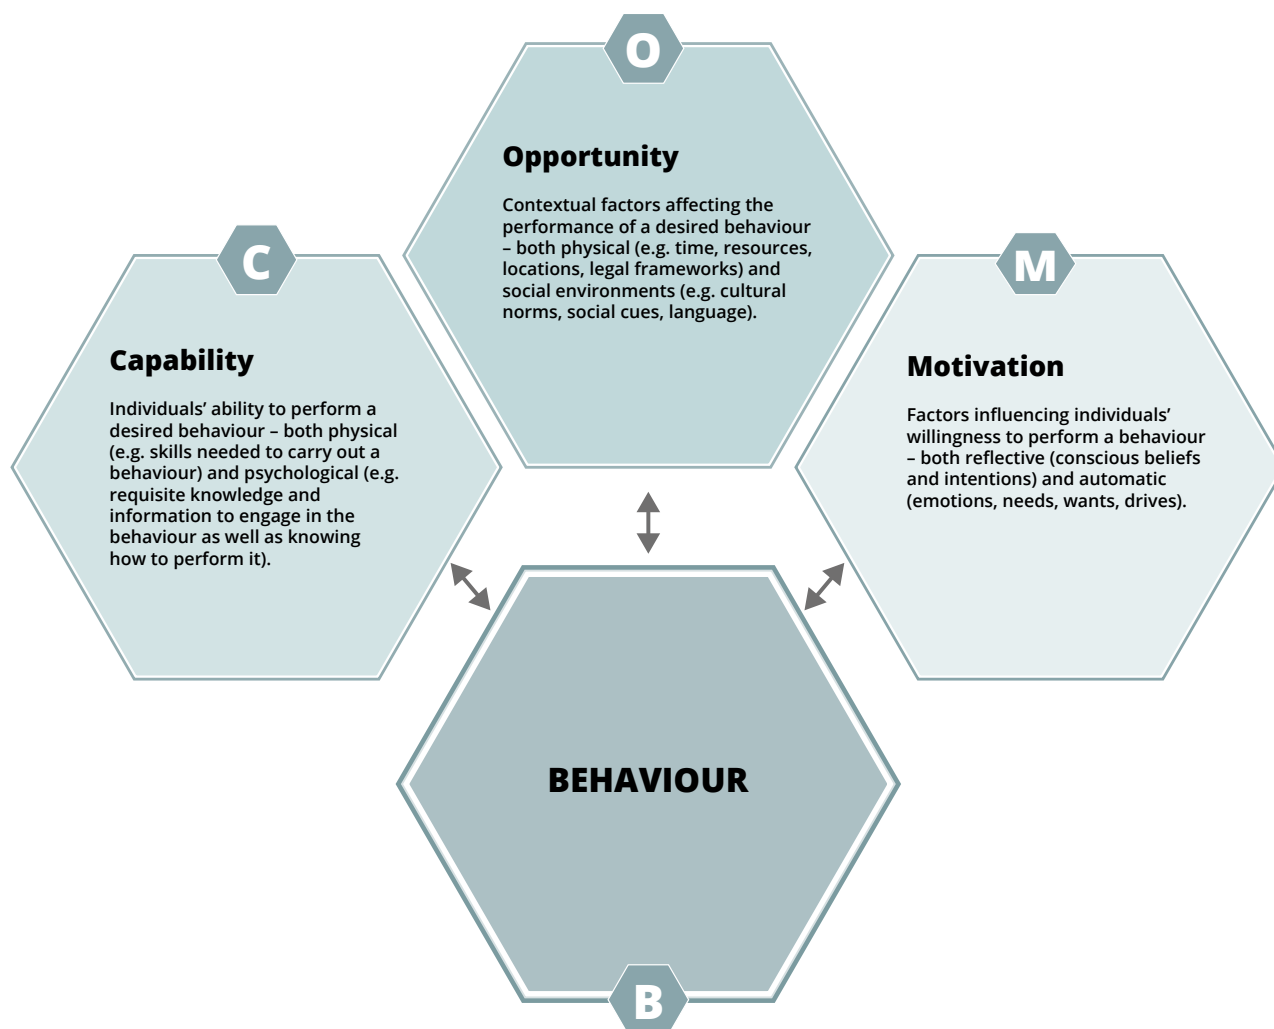 O
Opportunity
Contextual factors affecting the
performance of a desired behaviour
– both physical (e.g. time, resources,
locations, legal frameworks) and
social environments (e.g. cultural
norms, social cues, language).
C
Capability
Individuals’ ability to perform a
desired behaviour – both physical
(e.g. skills needed to carry out a
behaviour) and psychological (e.g.
requisite knowledge and
information to engage in the
behaviour as well as knowing
how to perform it).
M
Motivation
Factors influencing individuals’
willingness to perform a behaviour
– both reflective (conscious beliefs
and intentions) and automatic
(emotions, needs, wants, drives).
BEHAVIOUR
B